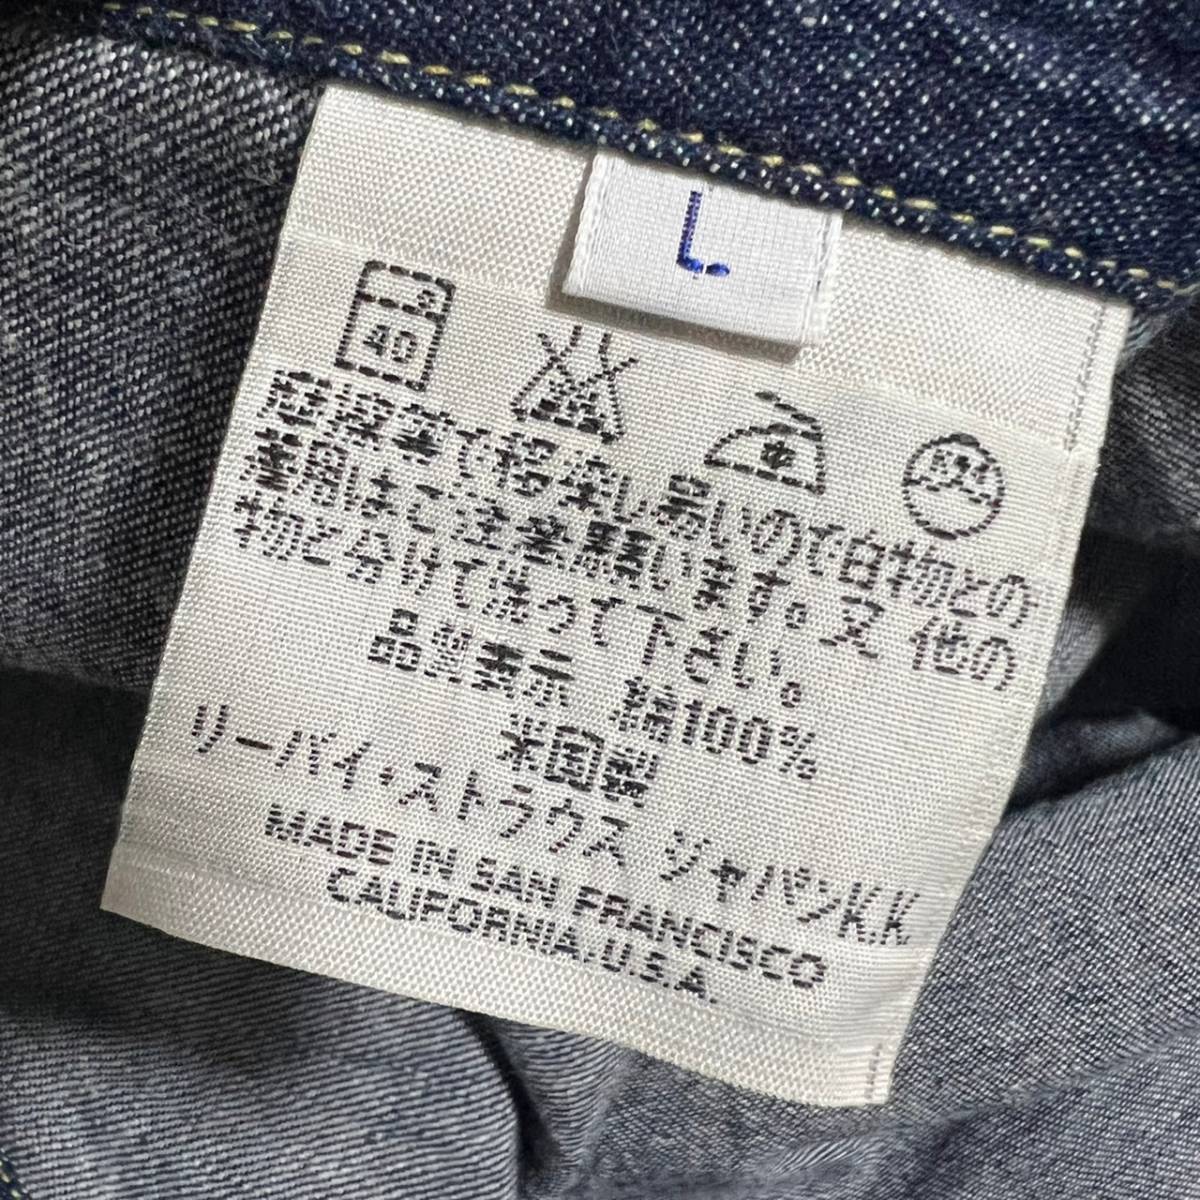 L
40
湿摩等で移染し易いので白物との
着用はご注意願います。又 他の
物と分けて洗って下さい。
品質表示 綿100%
米国製
リーバイ・ストラウス ジャパンK.K.
MADE IN SAN FRANCISCO
CALIFORNIA.U.S.A.